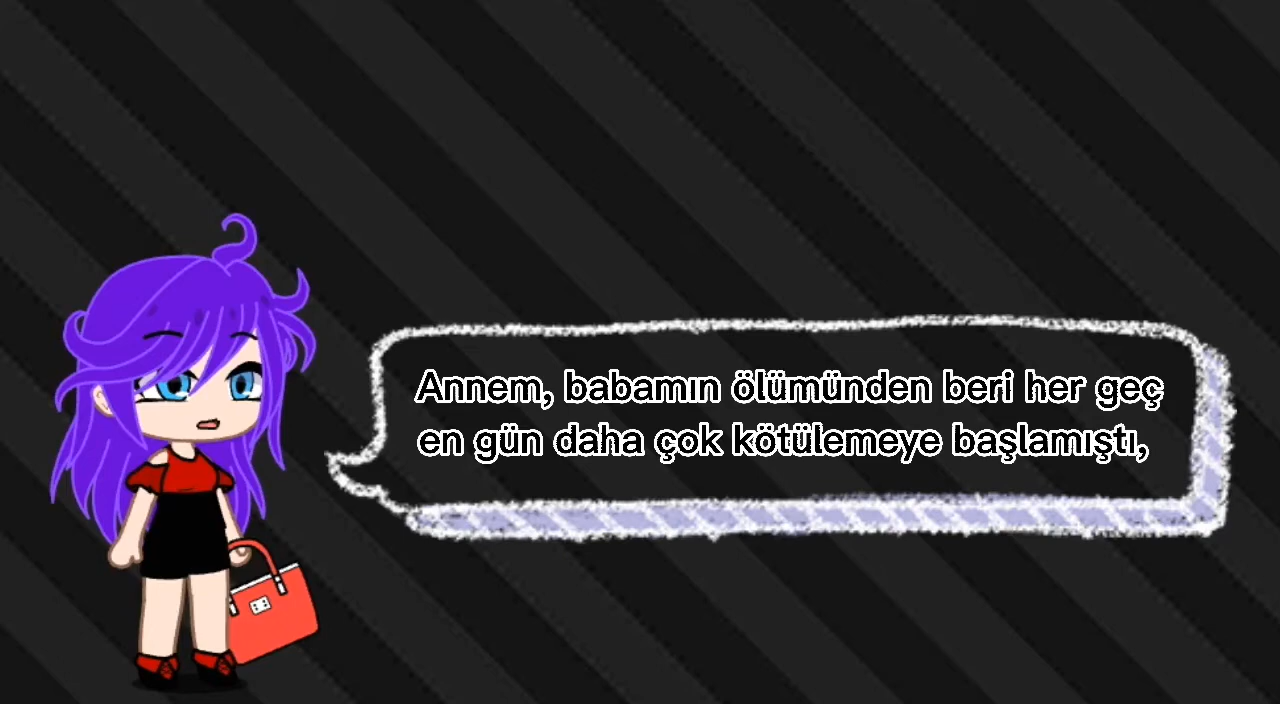 Annem, babamın ölümünden beri her geç
en gün daha çok kötülemeye başlamıştı,